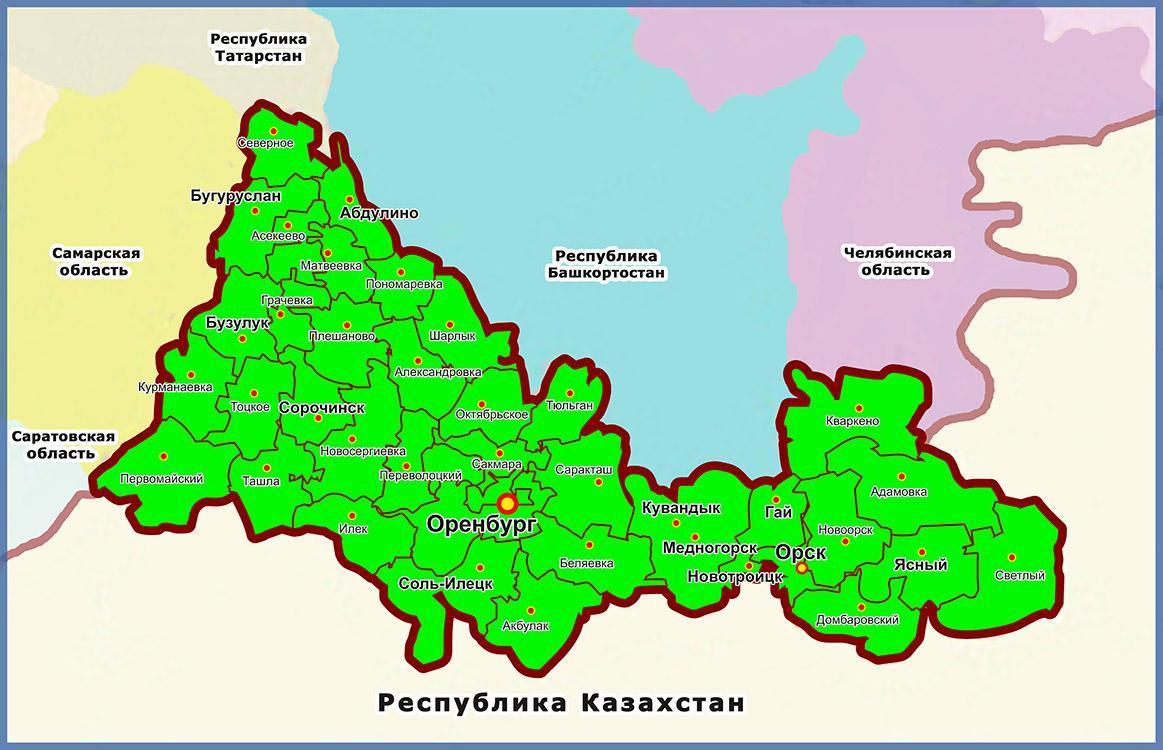 Республика
Татарстан
Северное
Бугуруслан
Абдулино
Асекеево
Самарская
область
Республика
Башкортостан
Челябинская
область
Матвеевка
Пономаревка
Грачевка
Бузулук
Плешаново
Шарлык
Александровка
Курманаевка
Тоцкое
Сорочинск
Октябрьское
Тюльган
Кваркено
Саратовская
область
Новосергиевка
Сакмара
Саракташ
Первомайский
Ташла
Переволоцкий
Адамовка
Илек
Оренбург
Кувандык
Гай
Новоорск
Медногорск
Орск
Беляевка
Новотроицк
Ясный
Светлый
Соль-Илецк
Акбулак
Домбаровский
Республика Казахстан